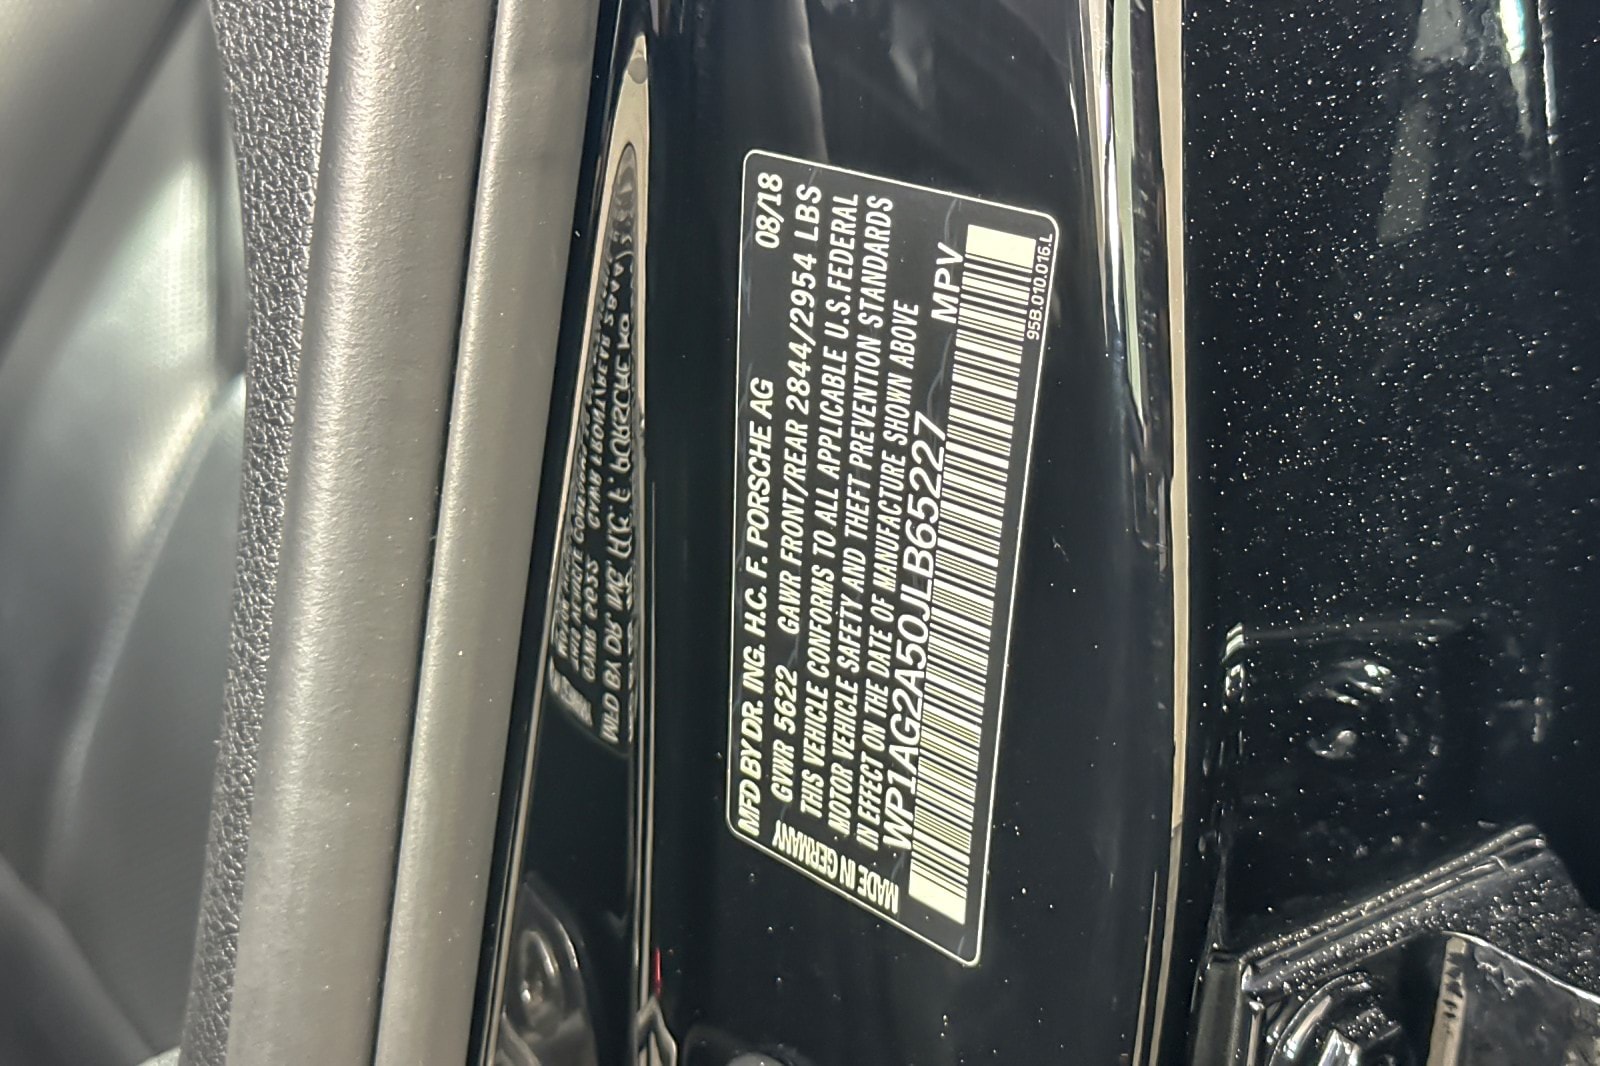 MFD BY DR. ING. H.C. F. PORSCHE AG 08/18
GVWR 5622 GAWR FRONT/REAR 2844/2954 LBS
THIS VEHICLE CONFORMS TO ALL APPLICABLE U.S. FEDERAL
MOTOR VEHICLE SAFETY AND THEFT PREVENTION STANDARDS
IN EFFECT ON THE DATE OF MANUFACTURE SHOWN ABOVE
WP1AG2A50JLB65227 MPV
MADE IN GERMANY
95B.010.016.L